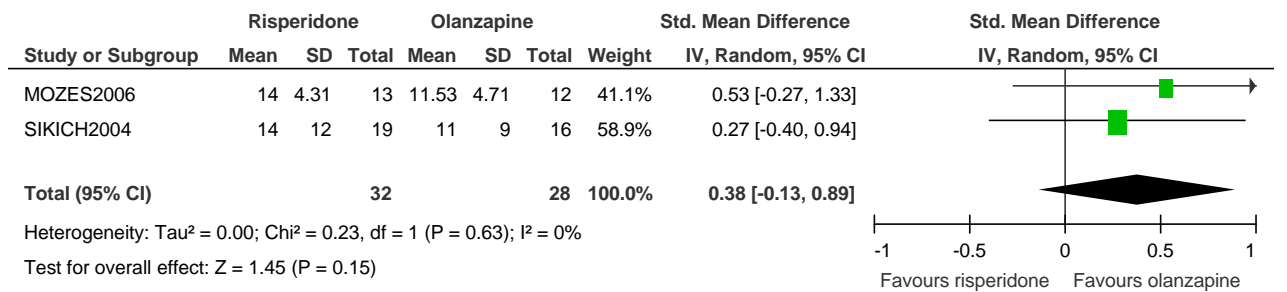 Risperidone Olanzapine Std. Mean Difference Std. Mean Difference
Study or Subgroup Mean SD Total Mean SD Total Weight IV, Random, 95% CI IV, Random, 95% CI
MOZES2006 14 4.31 13 11.53 4.71 12 41.1% 0.53 [-0.27, 1.33]
SIKICH2004 14 12 19 11 9 16 58.9% 0.27 [-0.40, 0.94]
Total (95% CI) 32 28 100.0% 0.38 [-0.13, 0.89]
Heterogeneity: Tau² = 0.00; Chi² = 0.23, df = 1 (P = 0.63); I² = 0%
Test for overall effect: Z = 1.45 (P = 0.15)
-1 -0.5 0 0.5 1
Favours risperidone Favours olanzapine